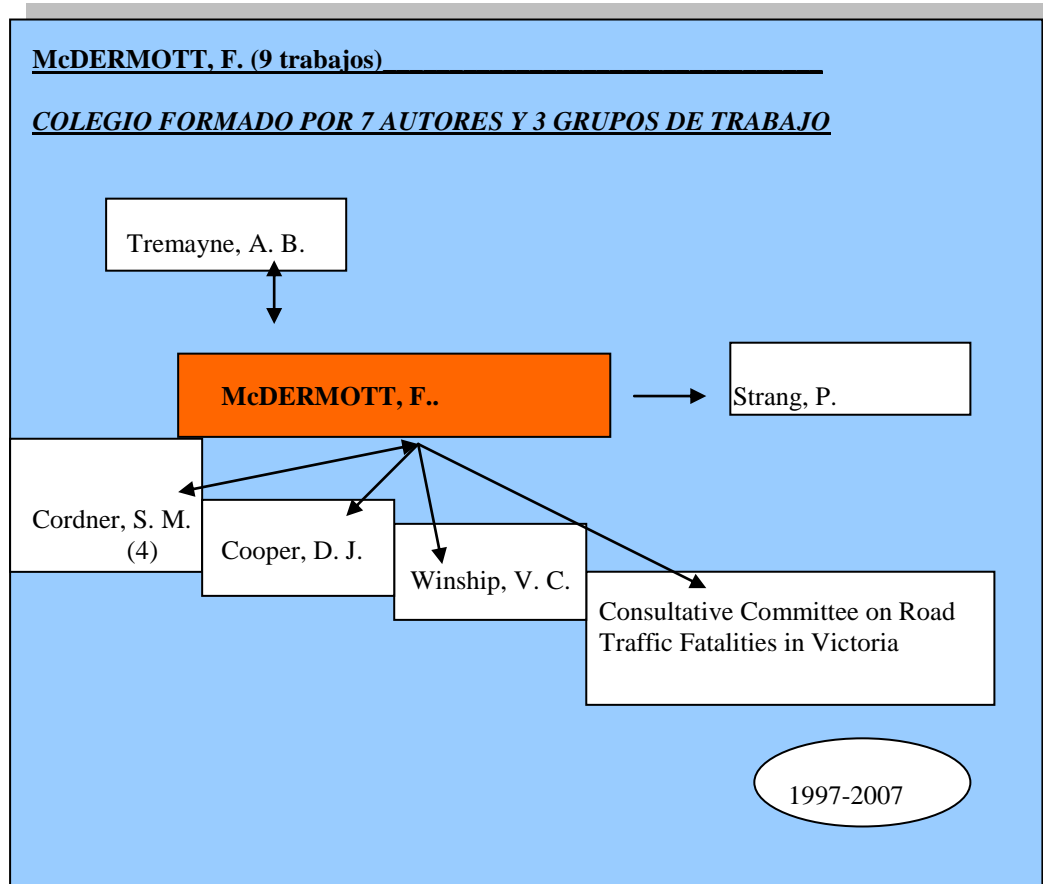 McDERMOTT, F. (9 trabajos)__________________________________
COLEGIO FORMADO POR 7 AUTORES Y 3 GRUPOS DE TRABAJO
Tremayne, A. B.
McDERMOTT, F..
Strang, P.
Cordner, S. M.
(4)
Cooper, D. J.
Winship, V. C.
Consultative Committee on Road
Traffic Fatalities in Victoria
1997-2007